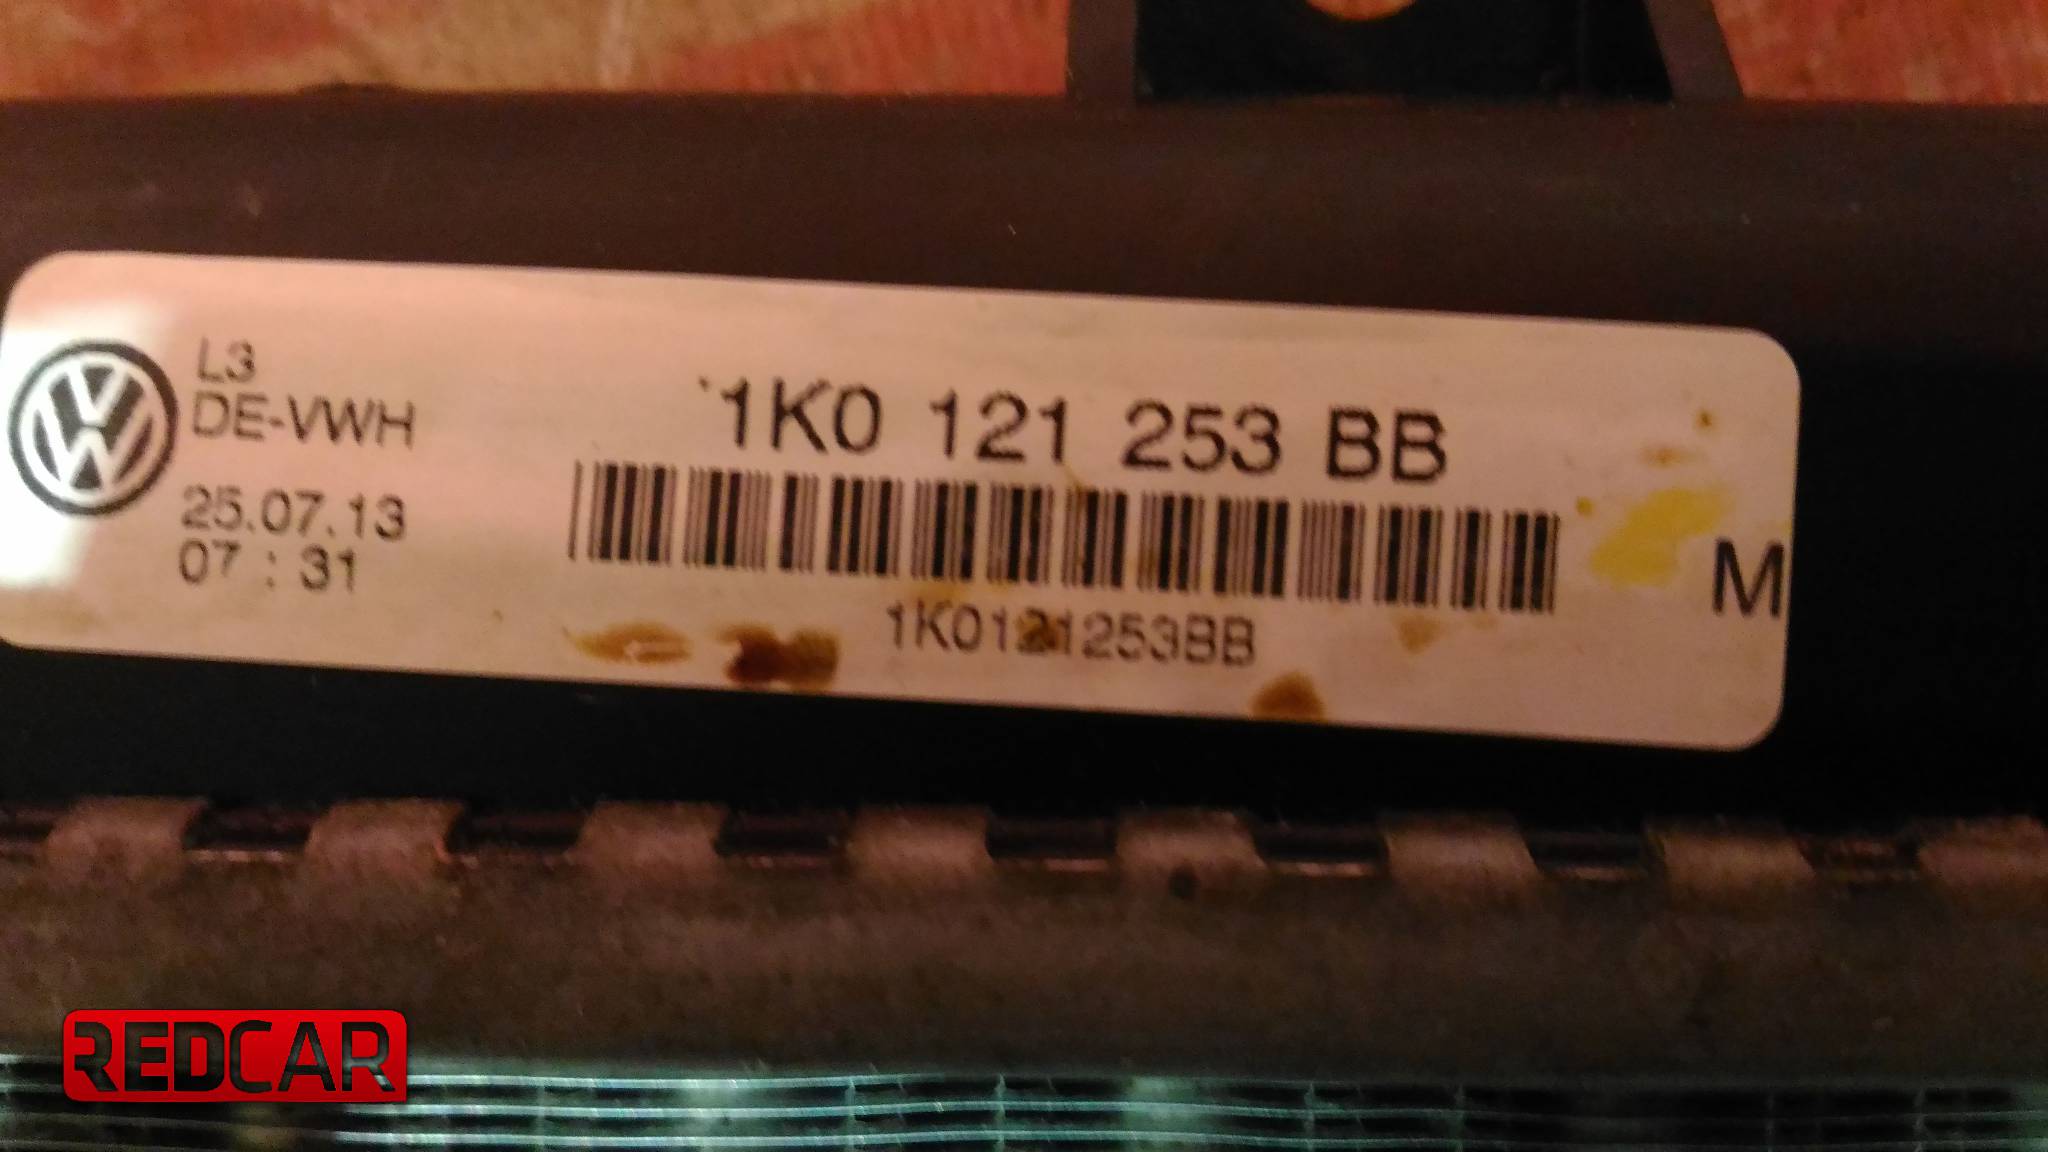 L3
DE-VWH
25.07.13
07 : 31
1K0 121 253 BB
1K0121253BB
M
REDCAR